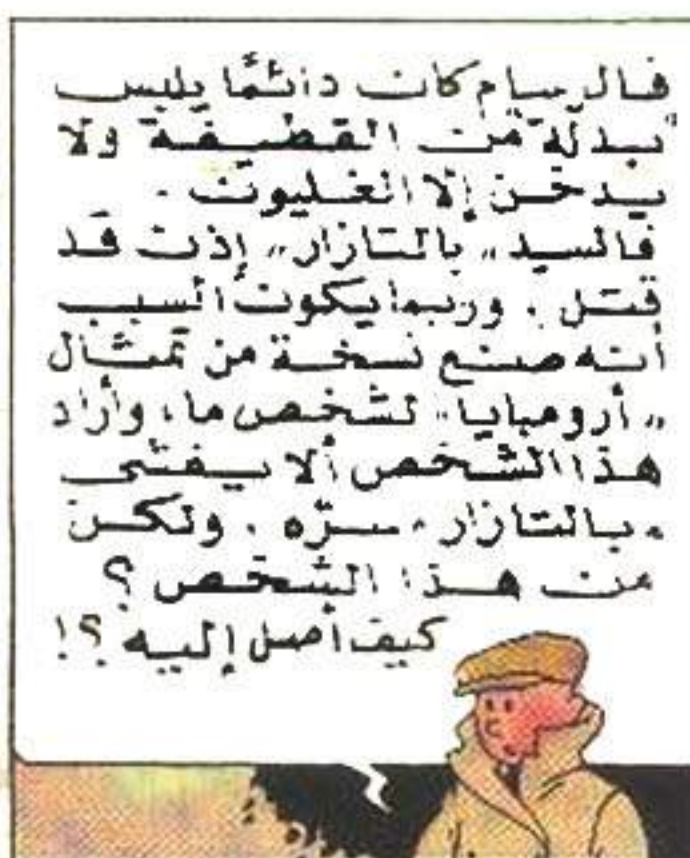 فالرسام كان دائمًا يلبس
بدلة من القطيفة ولا
يدخن إلا الغليون .
فالسيد „ بالتازار „ إذن قد
قتل . وربما يكون السبب
أنه صنع نسخة من تمثال
„ أرومبايا „ لشخص ما ، وأراد
هذا الشخص ألا يفشى
„ بالتازار „ سره . ولكن
من هذا الشخص ؟
كيف أصل إليه ؟!